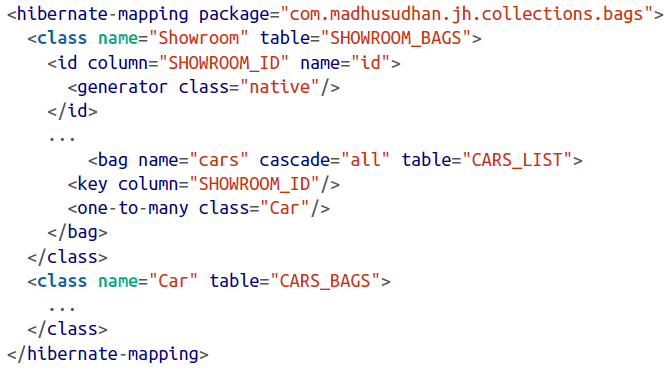 <hibernate-mapping package="com.madhusudhan.jh.collections.bags">
  <class name="Showroom" table="SHOWROOM_BAGS">
    <id column="SHOWROOM_ID" name="id">
      <generator class="native"/>
    </id>
    ...
        <bag name="cars" cascade="all" table="CARS_LIST">
      <key column="SHOWROOM_ID"/>
      <one-to-many class="Car"/>
    </bag>
  </class>
  <class name="Car" table="CARS_BAGS">
    ...
  </class>
</hibernate-mapping>